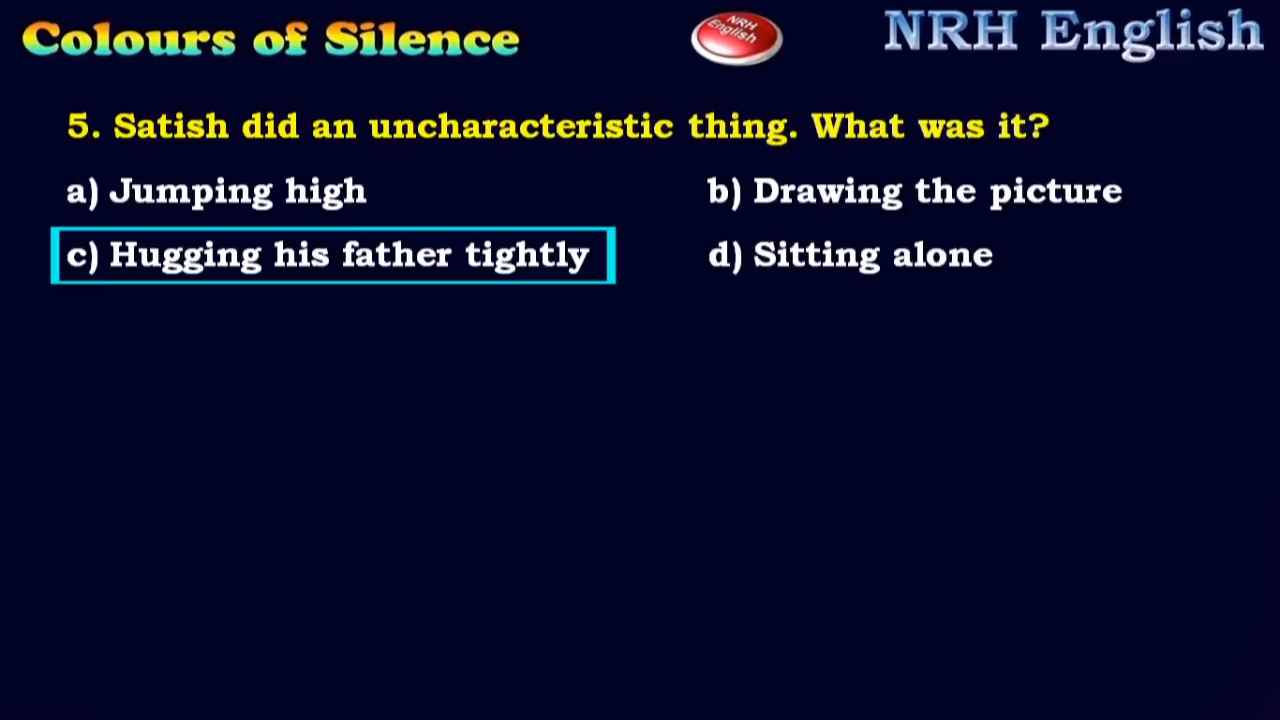 Colours of Silence
NRH
English
NRH English
5. Satish did an uncharacteristic thing. What was it?
a) Jumping high
b) Drawing the picture
c) Hugging his father tightly
d) Sitting alone